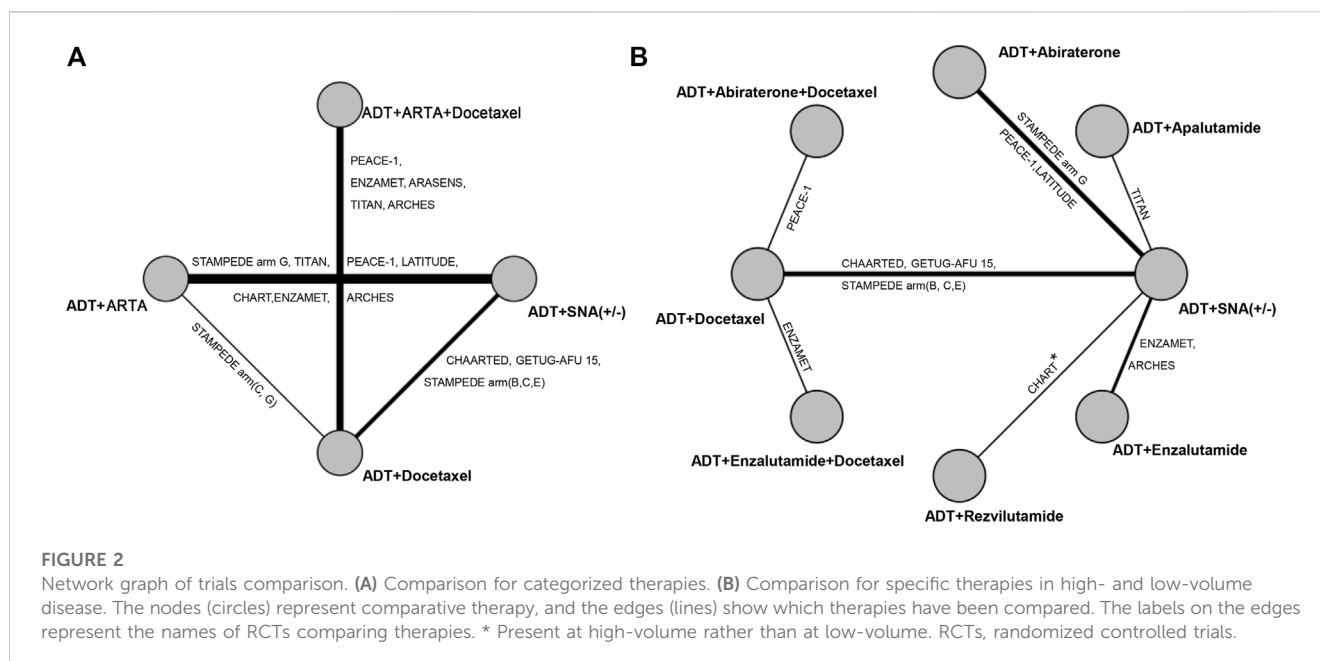 A
ADT+ARTA+Docetaxel
PEACE-1,
ENZAMET, ARASENS,
TITAN, ARCHES
STAMPEDE arm G, TITAN,
PEACE-1, LATITUDE,
CHART,ENZAMET,
ARCHES
ADT+ARTA
ADT+SNA(+/-)
STAMPEDE arm(C, G)
CHAARTED, GETUG-AFU 15,
STAMPEDE arm(B,C,E)
ADT+Docetaxel
B
ADT+Abiraterone
ADT+Abiraterone+Docetaxel
ADT+Apalutamide
STAMPEDE arm G
PEACE-1,LATITUDE
TITAN
PEACE-1
CHAARTED, GETUG-AFU 15,
STAMPEDE arm(B, C,E)
ADT+Docetaxel
ADT+SNA(+/-)
ENZAMET
CHART*
ENZAMET,
ARCHES
ADT+Enzalutamide+Docetaxel
ADT+Enzalutamide
ADT+Rezvilutamide
FIGURE 2
Network graph of trials comparison. (A) Comparison for categorized therapies. (B) Comparison for specific therapies in high- and low-volume
disease. The nodes (circles) represent comparative therapy, and the edges (lines) show which therapies have been compared. The labels on the edges
represent the names of RCTs comparing therapies. * Present at high-volume rather than at low-volume. RCTs, randomized controlled trials.